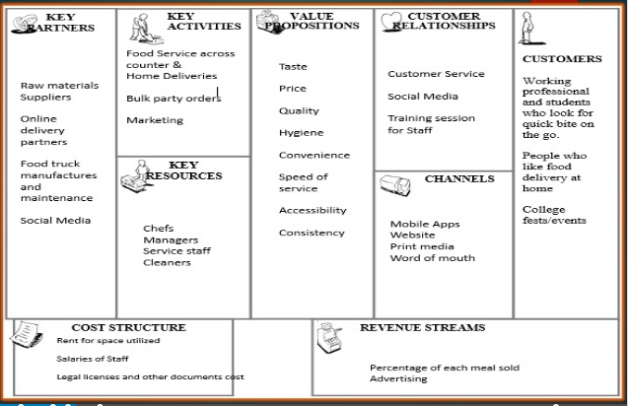 KEY
PARTNERS
Raw materials
Suppliers
Online
delivery
partners
Food truck
manufactures
and
maintenance
Social Media
KEY
ACTIVITIES
Food Service across
counter &
Home Deliveries
Bulk party orders
Marketing
KEY
RESOURCES
Chefs
Managers
Service staff
Cleaners
VALUE
PROPOSITIONS
Taste
Price
Quality
Hygiene
Convenience
Speed of
service
Accessibility
Consistency
CUSTOMER
RELATIONSHIPS
Customer Service
Social Media
Training session
for Staff
CHANNELS
Mobile Apps
Website
Print media
Word of mouth
CUSTOMERS
Working
professional
and students
who look for
quick bite on
the go.
People who
like food
delivery at
home
College
fests/events
COST STRUCTURE
Rent for space utilized
Salaries of Staff
Legal licenses and other documents cost
REVENUE STREAMS
Percentage of each meal sold
Advertising